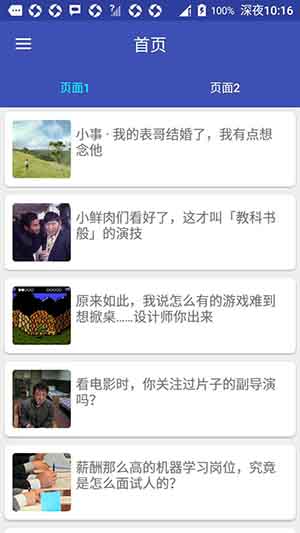 100% 深夜10:16
首页
页面1 页面2
小事 · 我的表哥结婚了，我有点想
念他
小鲜肉们看好了，这才叫「教科书
般」的演技
原来如此，我说怎么有的游戏难到
想掀桌……设计师你出来
看电影时，你关注过片子的副导演
吗？
薪酬那么高的机器学习岗位，究竟
是怎么面试人的？